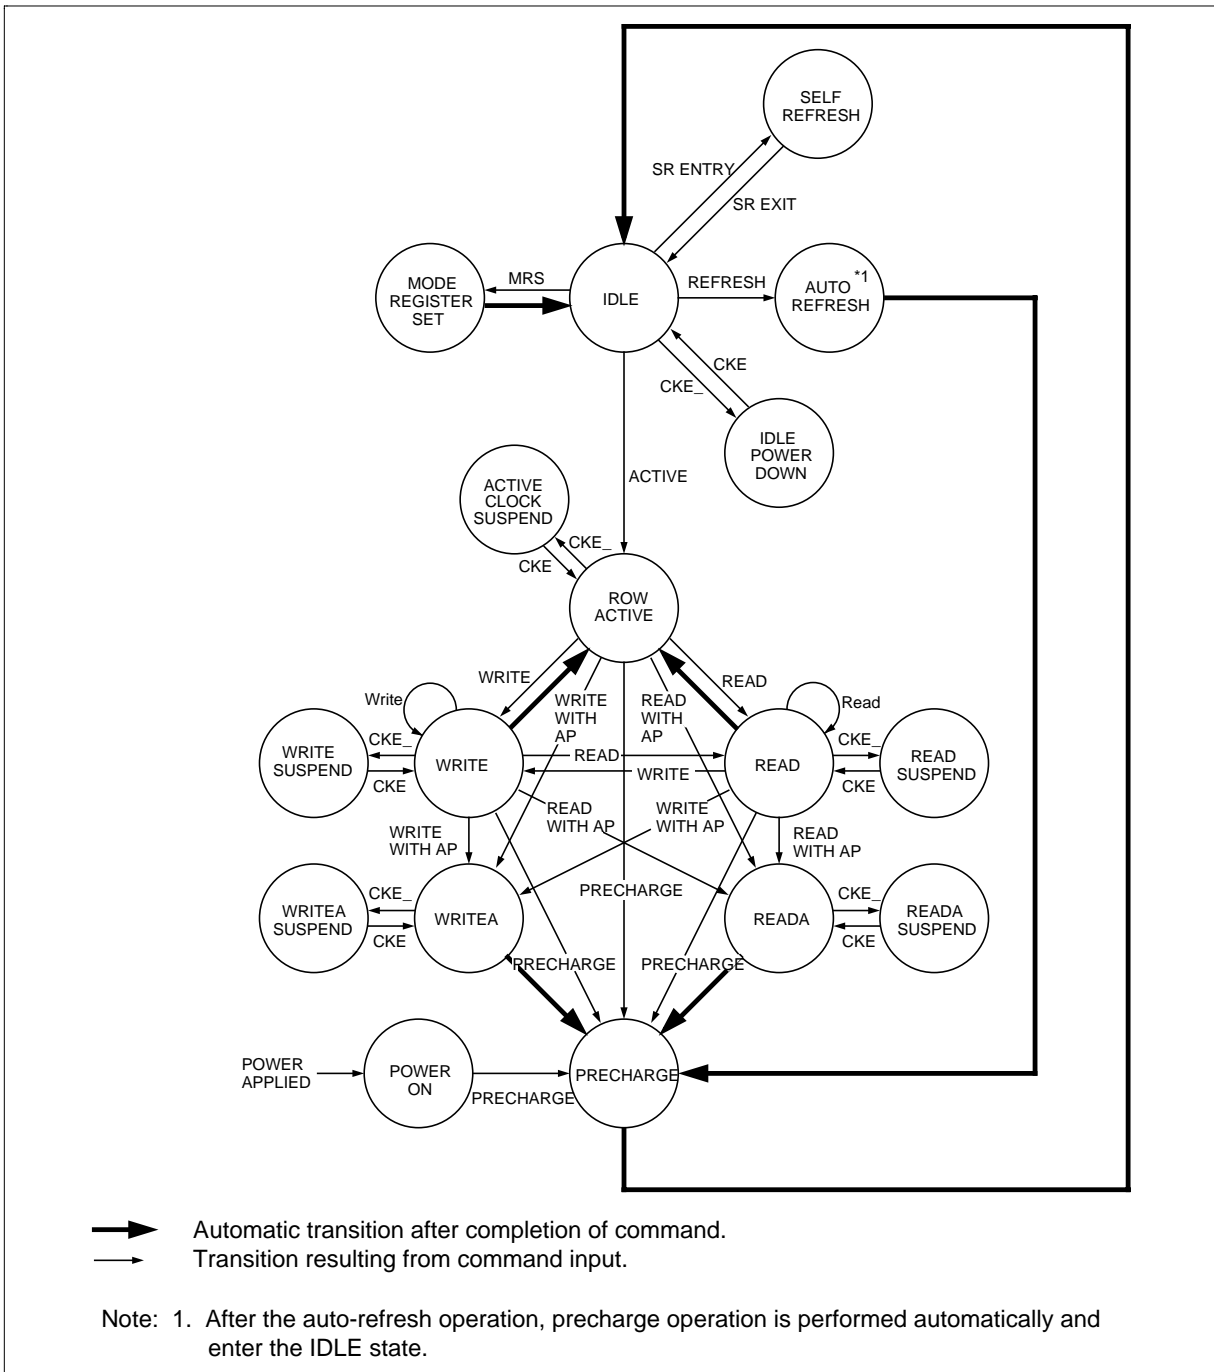 SELF
REFRESH
SR ENTRY
SR EXIT
MODE
REGISTER
SET
MRS
IDLE
REFRESH
AUTO *1
REFRESH
CKE
CKE_
IDLE
POWER
DOWN
ACTIVE
ACTIVE
CLOCK
SUSPEND
CKE_
CKE
ROW
ACTIVE
WRITE
WRITE
WITH
AP
READ
WITH
AP
READ
Write
Read
WRITE
SUSPEND
CKE_
CKE
WRITE
READ
WRITE
READ
CKE_
CKE
READ
SUSPEND
WRITE
WITH AP
READ
WITH AP
WRITE
WITH AP
READ
WITH AP
WRITEA
SUSPEND
CKE_
CKE
WRITEA
PRECHARGE
READA
CKE_
CKE
READA
SUSPEND
PRECHARGE
PRECHARGE
POWER
APPLIED
POWER
ON
PRECHARGE
PRECHARGE
Automatic transition after completion of command.
Transition resulting from command input.
Note: 1. After the auto-refresh operation, precharge operation is performed automatically and
enter the IDLE state.